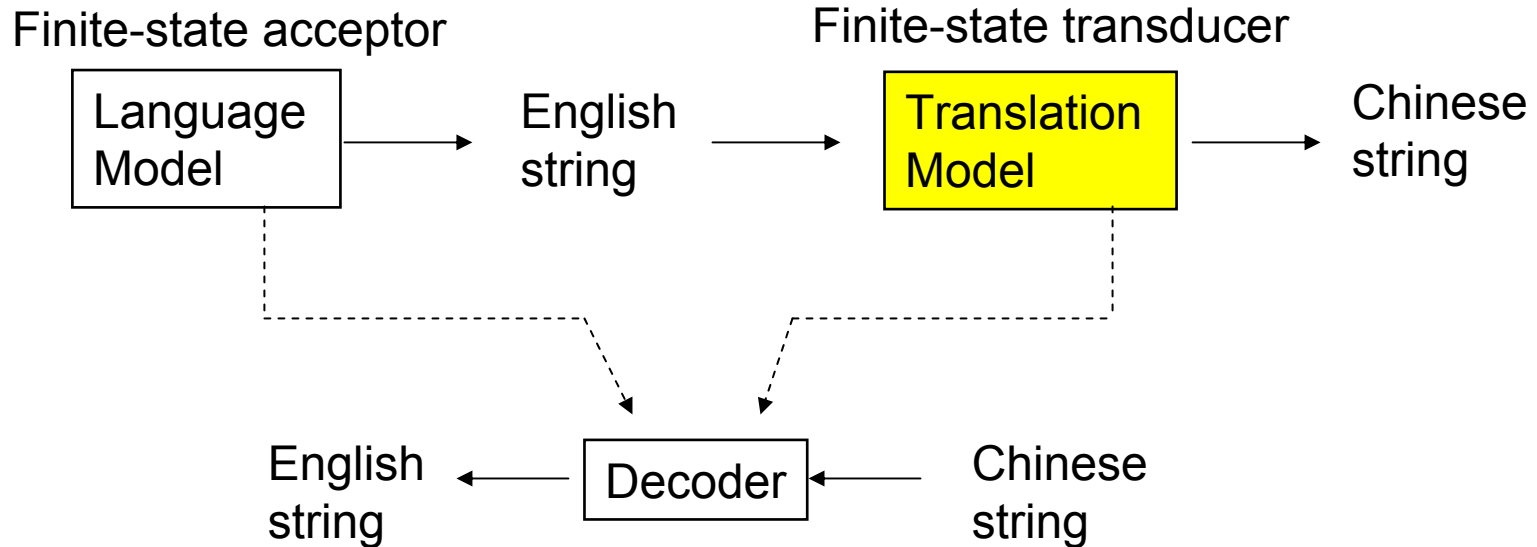 Finite-state acceptor
Finite-state transducer
Language
Model
English
string
Translation
Model
Chinese
string
English
string
Decoder
Chinese
string